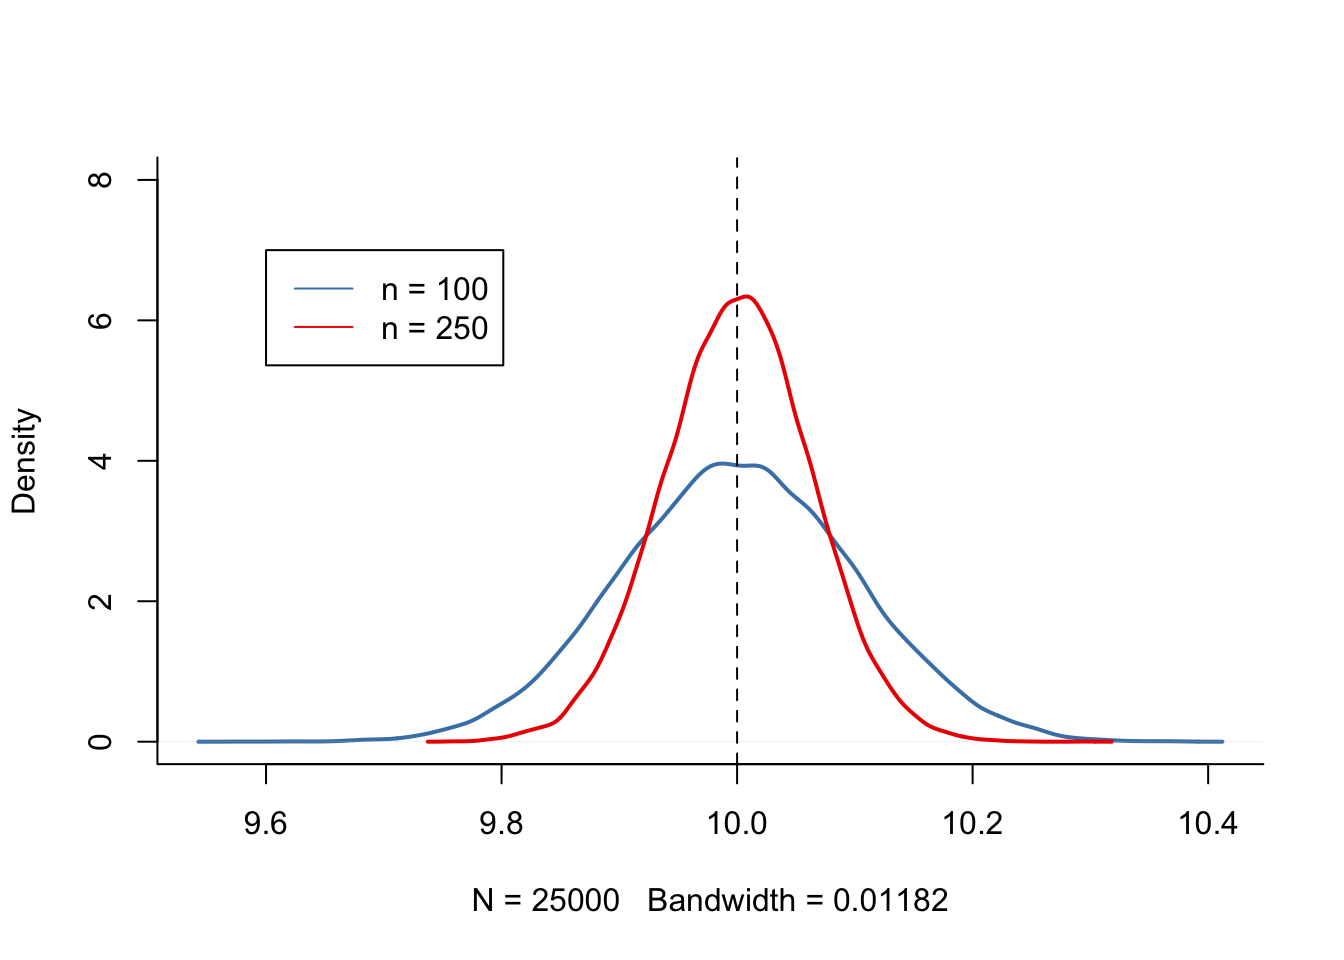 Density
8
6
4
2
0
n = 100
n = 250
9.6 9.8 10.0 10.2 10.4
N = 25000 Bandwidth = 0.01182